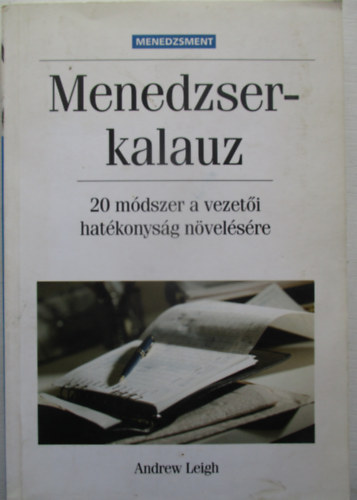 MENEDZSMENT
Menedzser-
kalauz
20 módszer a vezetői
hatékonyság növelésére
Andrew Leigh